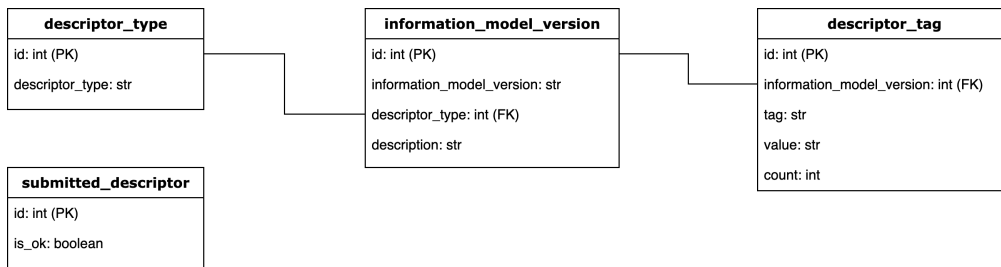 descriptor_type
id: int (PK)
descriptor_type: str
information_model_version
id: int (PK)
information_model_version: str
descriptor_type: int (FK)
description: str
descriptor_tag
id: int (PK)
information_model_version: int (FK)
tag: str
value: str
count: int
submitted_descriptor
id: int (PK)
is_ok: boolean